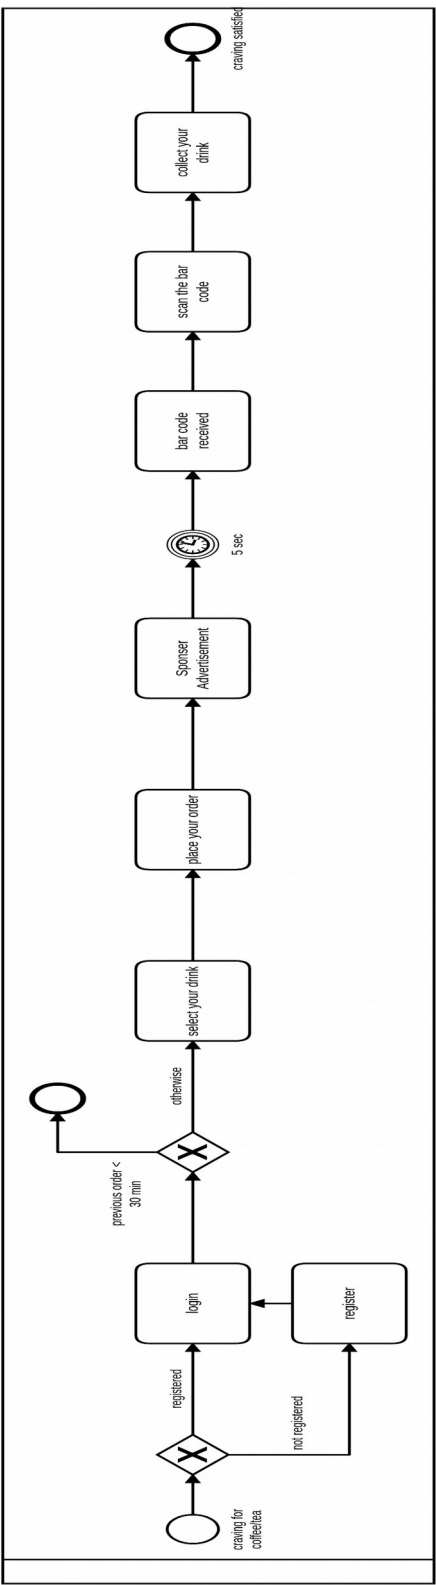 craving for
coffee/tea
registered
not registered
login
register
previous order <
30 min
otherwise
select your drink
place your order
Sponser
Advertisement
5 sec
bar code
received
scan the bar
code
collect your
drink
craving satisfied